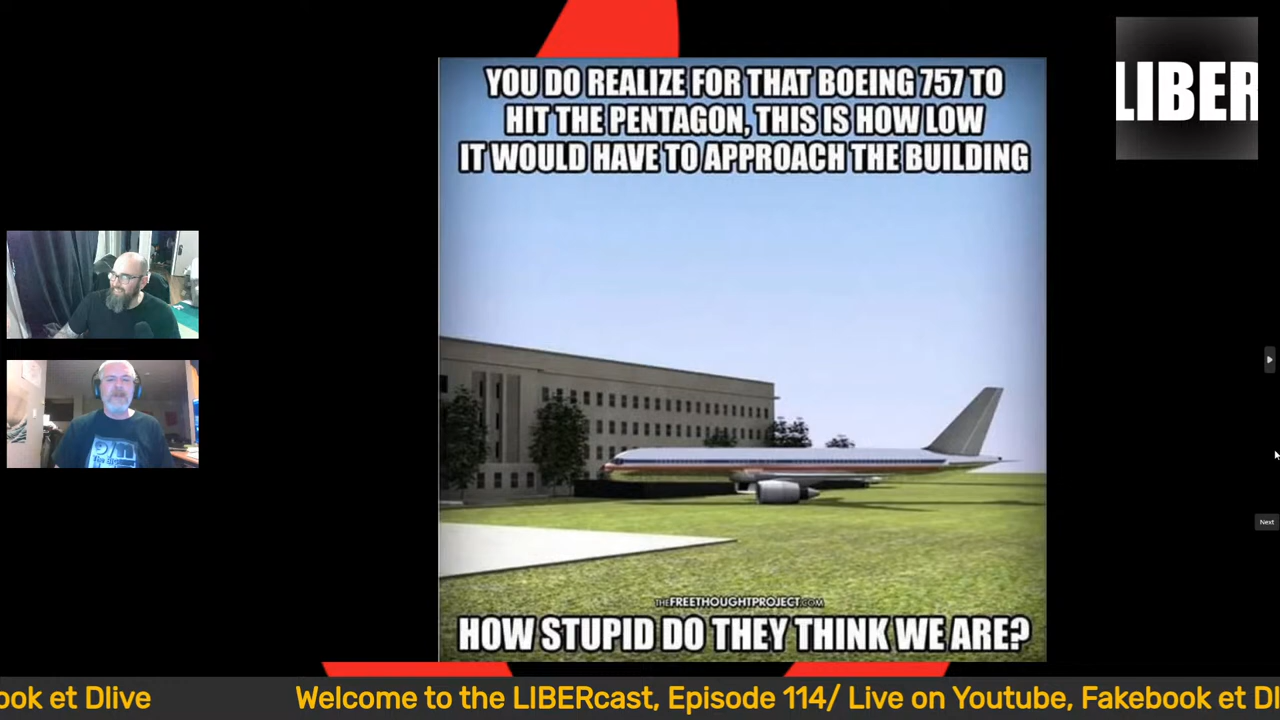 YOU DO REALIZE FOR THAT BOEING 757 TO
HIT THE PENTAGON, THIS IS HOW LOW
IT WOULD HAVE TO APPROACH THE BUILDING
LIBER
Next
THEFREETHOUGHTPROJECT.COM
HOW STUPID DO THEY THINK WE ARE?
ook et Dlive Welcome to the LIBERcast, Episode 114/ Live on Youtube, Fakebook et Dl